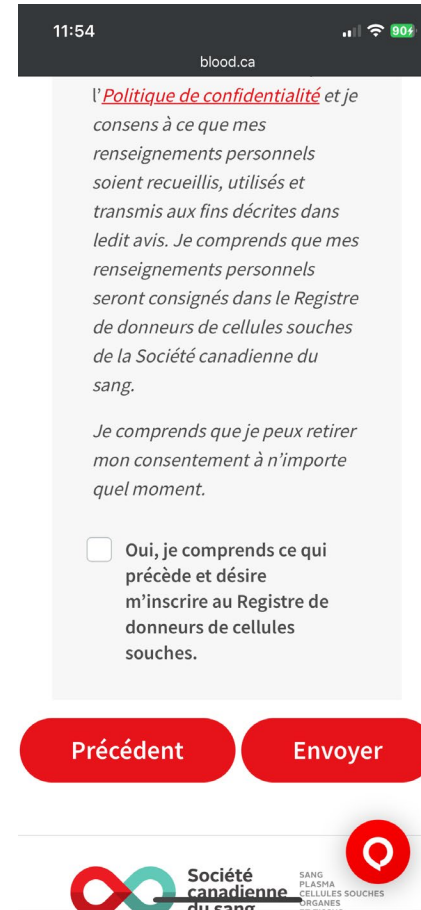 11:54
90
blood.ca
l'Politique de confidentialité et je
consens à ce que mes
renseignements personnels
soient recueillis, utilisés et
transmis aux fins décrites dans
ledit avis. Je comprends que mes
renseignements personnels
seront consignés dans le Registre
de donneurs de cellules souches
de la Société canadienne du
sang.
Je comprends que je peux retirer
mon consentement à n'importe
quel moment.
Oui, je comprends ce qui
précède et désire
m'inscrire au Registre de
donneurs de cellules
souches.
Précédent
Envoyer
Société
canadienne
du sang
SANG
PLASMA
CELLULES SOUCHES
ORGANES